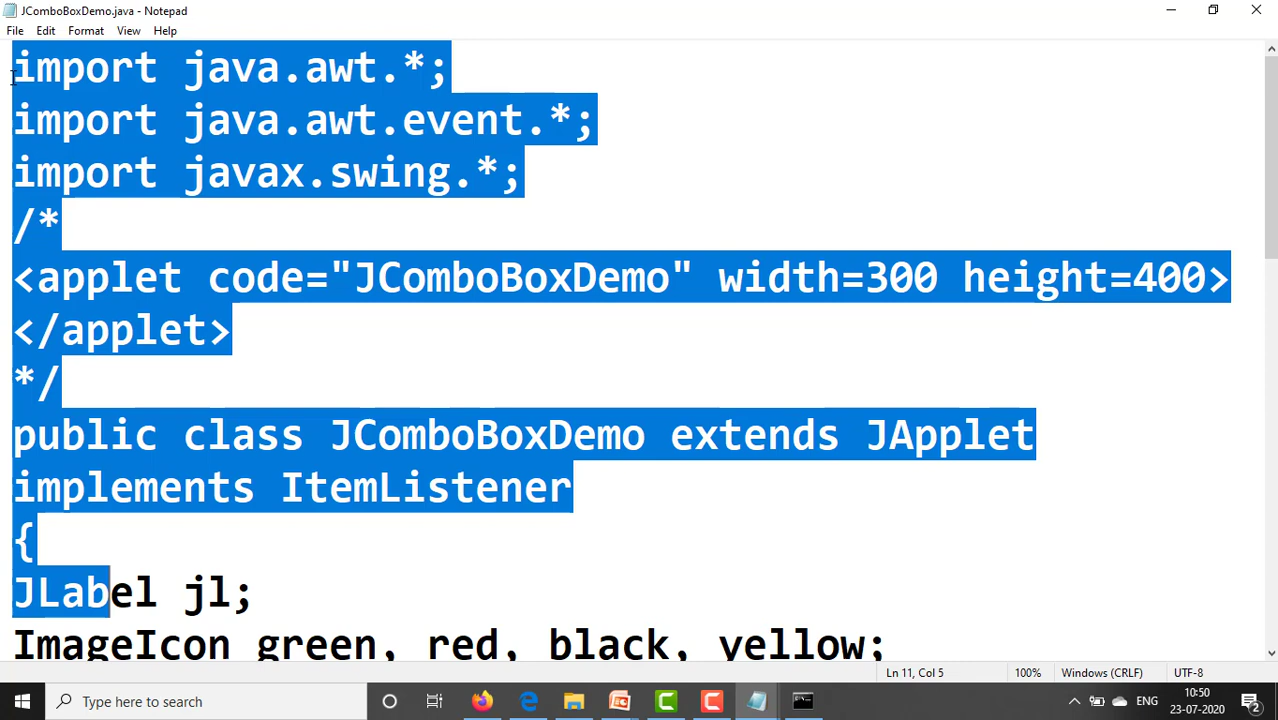 JComboBoxDemo.java - Notepad
File Edit Format View Help
import java.awt.*;
import java.awt.event.*;
import javax.swing.*;
/*
<applet code="JComboBoxDemo" width=300 height=400>
</applet>
*/
public class JComboBoxDemo extends JApplet
implements ItemListener
{
JLabel jl;
ImageIcon green, red, black, yellow;
Ln 11, Col 5 100% Windows (CRLF) UTF-8
Type here to search ENG 10:50
23-07-2020 2